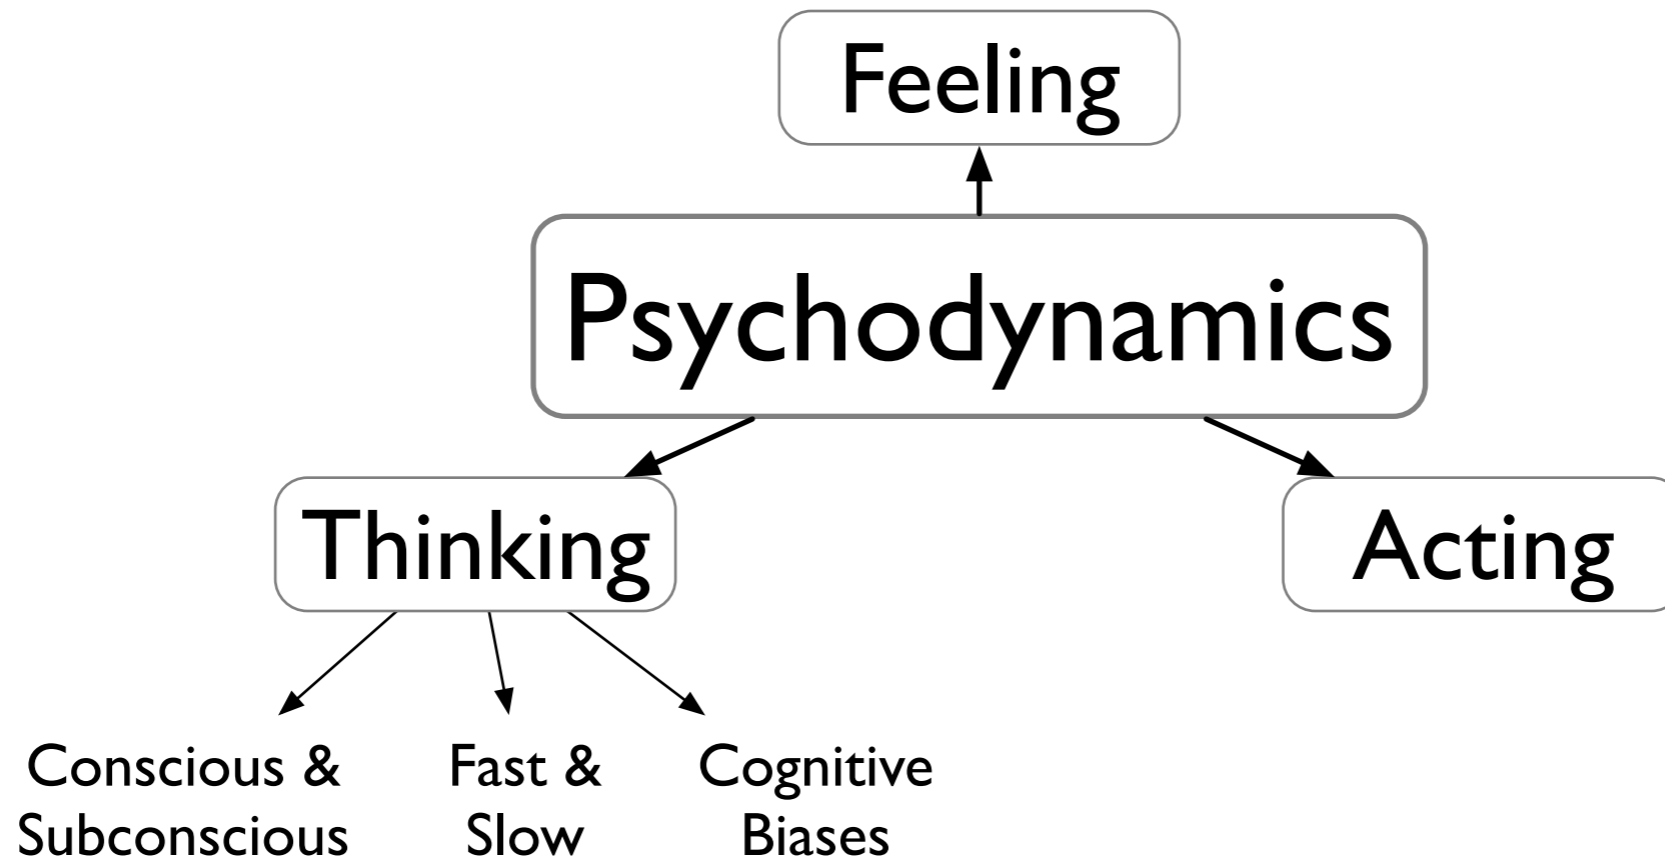 Feeling
Psychodynamics
Thinking
Acting
Conscious &
Subconscious
Fast &
Slow
Cognitive
Biases